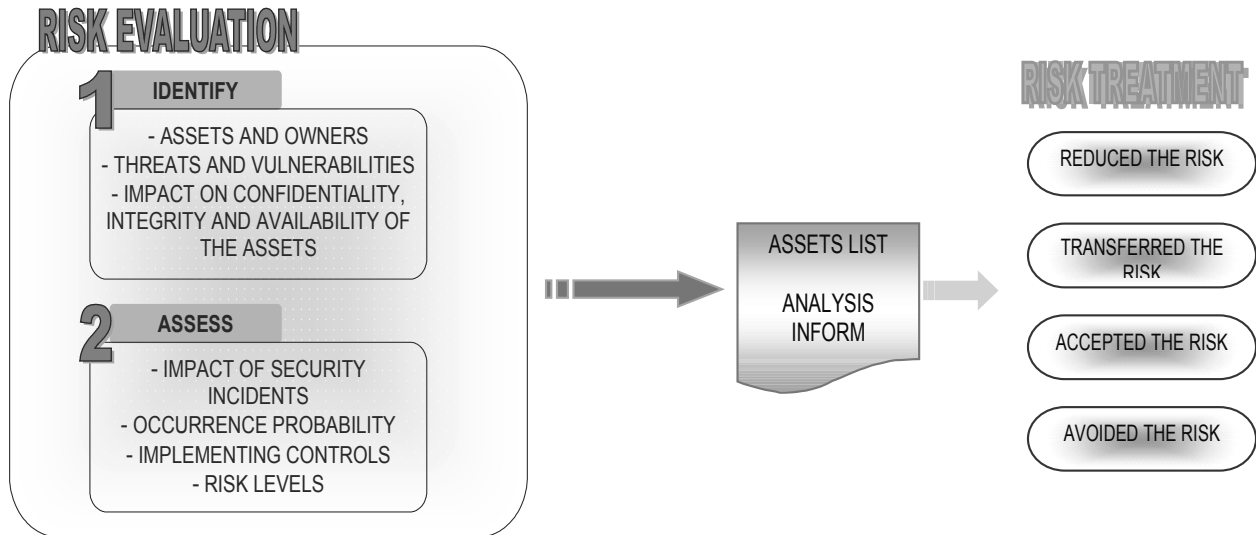 RISK EVALUATION
1
IDENTIFY
- ASSETS AND OWNERS
- THREATS AND VULNERABILITIES
- IMPACT ON CONFIDENTIALITY,
INTEGRITY AND AVAILABILITY OF
THE ASSETS
2
ASSESS
- IMPACT OF SECURITY
INCIDENTS
- OCCURRENCE PROBABILITY
- IMPLEMENTING CONTROLS
- RISK LEVELS
ASSETS LIST
ANALYSIS
INFORM
RISK TREATMENT
REDUCED THE RISK
TRANSFERRED THE
RISK
ACCEPTED THE RISK
AVOIDED THE RISK